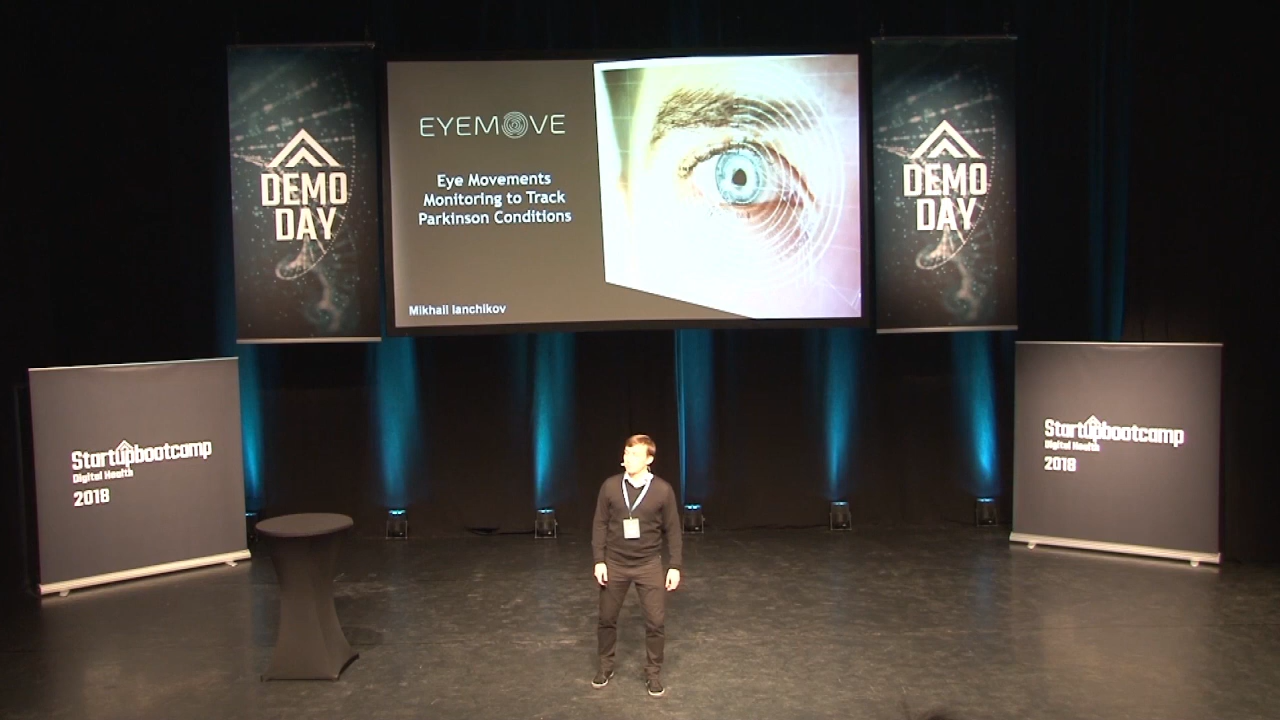 DEMO
DAY
EYEMOVE
Eye Movements
Monitoring to Track
Parkinson Conditions
Mikhail Ianchikov
DEMO
DAY
Startupbootcamp
Digital Health
2018
Startupbootcamp
Digital Health
2018